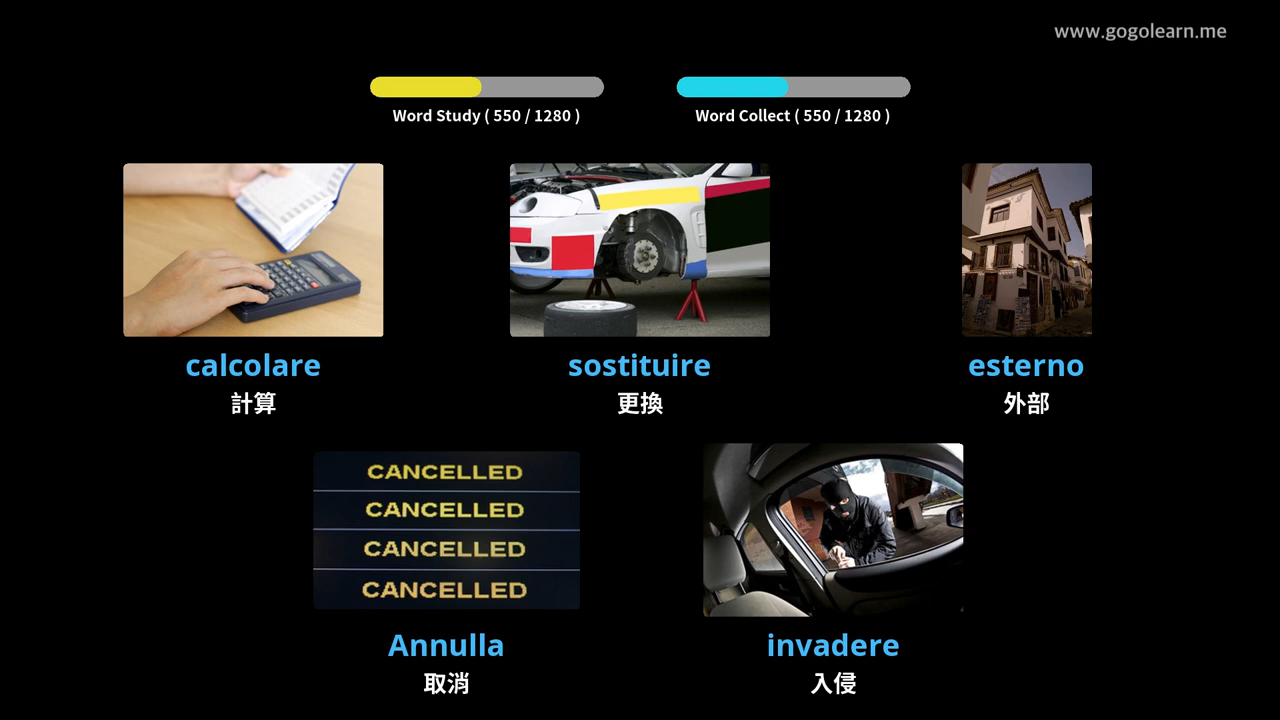 www.gogolearn.me
Word Study ( 550 / 1280 )
Word Collect ( 550 / 1280 )
calcolare
計算
sostituire
更換
esterno
外部
CANCELLED
CANCELLED
CANCELLED
CANCELLED
Annulla
取消
invadere
入侵